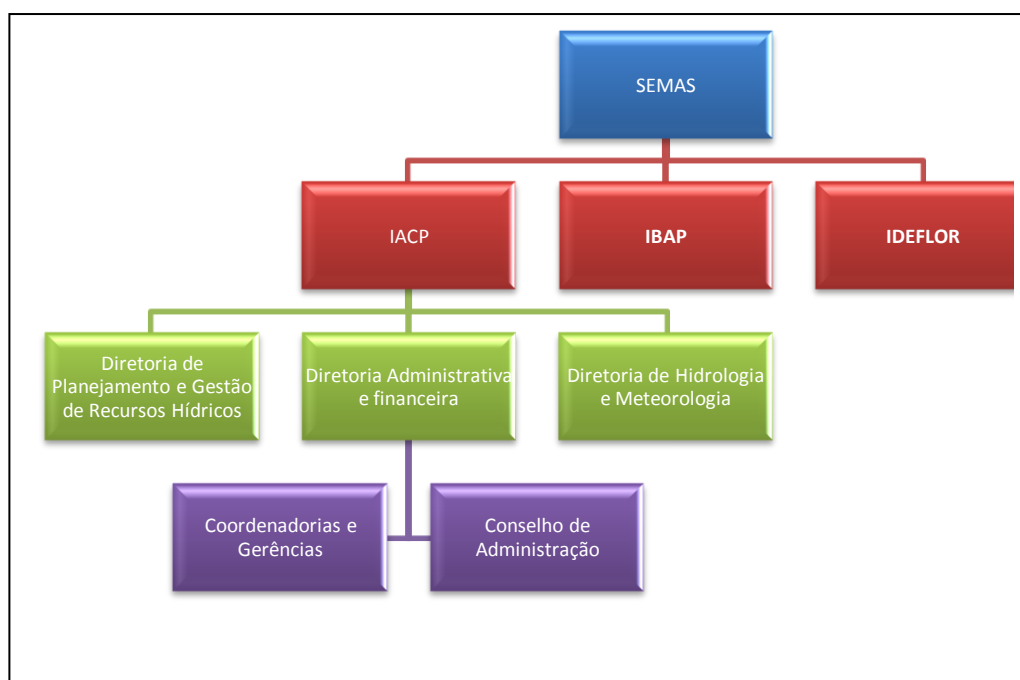 SEMAS
IACP
IBAP
IDEFLOR
Diretoria de
Planejamento e Gestão
de Recursos Hídricos
Diretoria Administrativa
e financeira
Diretoria de Hidrologia
e Meteorologia
Coordenadorias e
Gerências
Conselho de
Administração